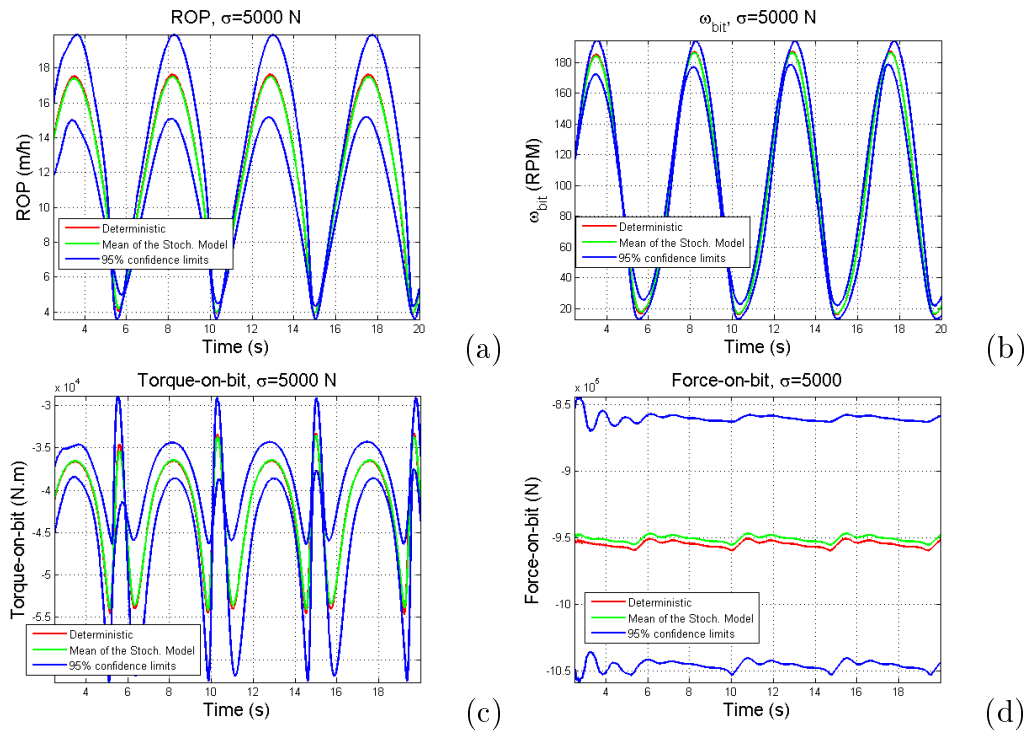 ROP, σ=5000 N
18
16
14
12
10
8
6
4
ROP (m/h)
Deterministic
Mean of the Stoch. Model
95% confidence limits
4 6 8 10 12 14 16 18 20
Time (s)
(a)
ω_bit, σ=5000 N
180
160
140
120
100
80
60
40
20
ω_bit (RPM)
Deterministic
Mean of the Stoch. Model
95% confidence limits
4 6 8 10 12 14 16 18 20
Time (s)
(b)
Torque-on-bit, σ=5000 N
x 10⁴
-3
-3.5
-4
-4.5
-5
-5.5
Torque-on-bit (N.m)
Deterministic
Mean of the Stoch. Model
95% confidence limits
4 6 8 10 12 14 16 18
Time (s)
(c)
Force-on-bit, σ=5000
x 10
-8.5
-9
-9.5
-10
-10.5
Force-on-bit (N)
Deterministic
Mean of the Stoch. Model
95% confidence limits
4 6 8 10 12 14 16 18
Time (s)
(d)